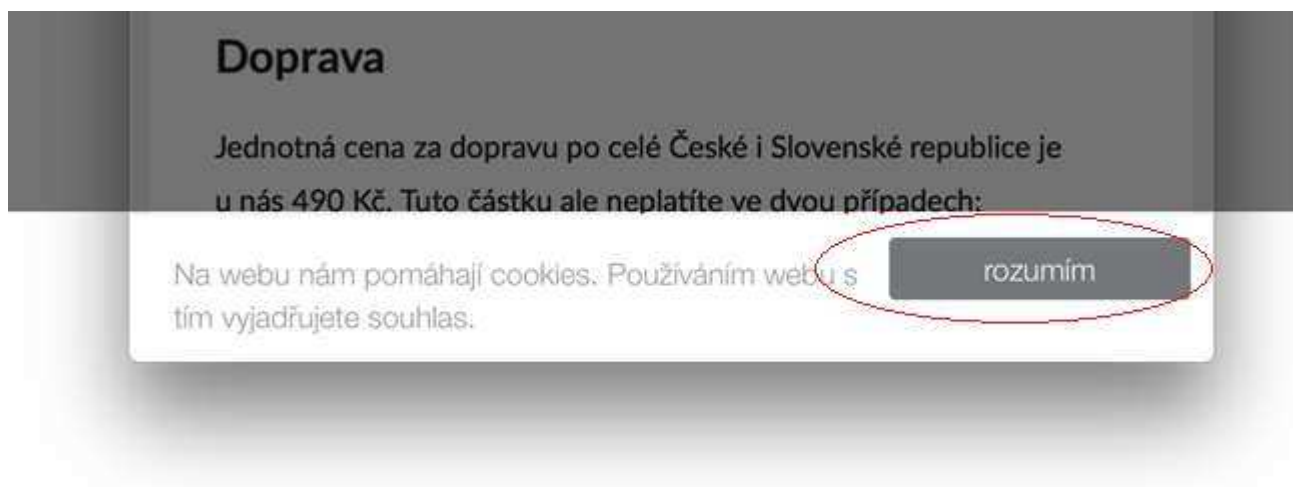 Doprava
Jednotná cena za dopravu po celé České i Slovenské republice je
u nás 490 Kč. Tuto částku ale neplatíte ve dvou případech:
Na webu nám pomáhají cookies. Používáním webu s
tím vyjadřujete souhlas.
rozumím